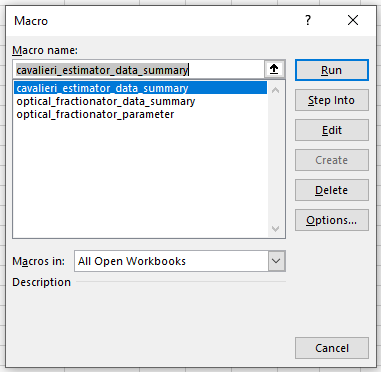 Macro
?
Macro name:
cavalieri_estimator_data_summary
cavalieri_estimator_data_summary
optical_fractionator_data_summary
optical_fractionator_parameter
Run
Step Into
Edit
Create
Delete
Options...
Macros in:
All Open Workbooks
Description
Cancel